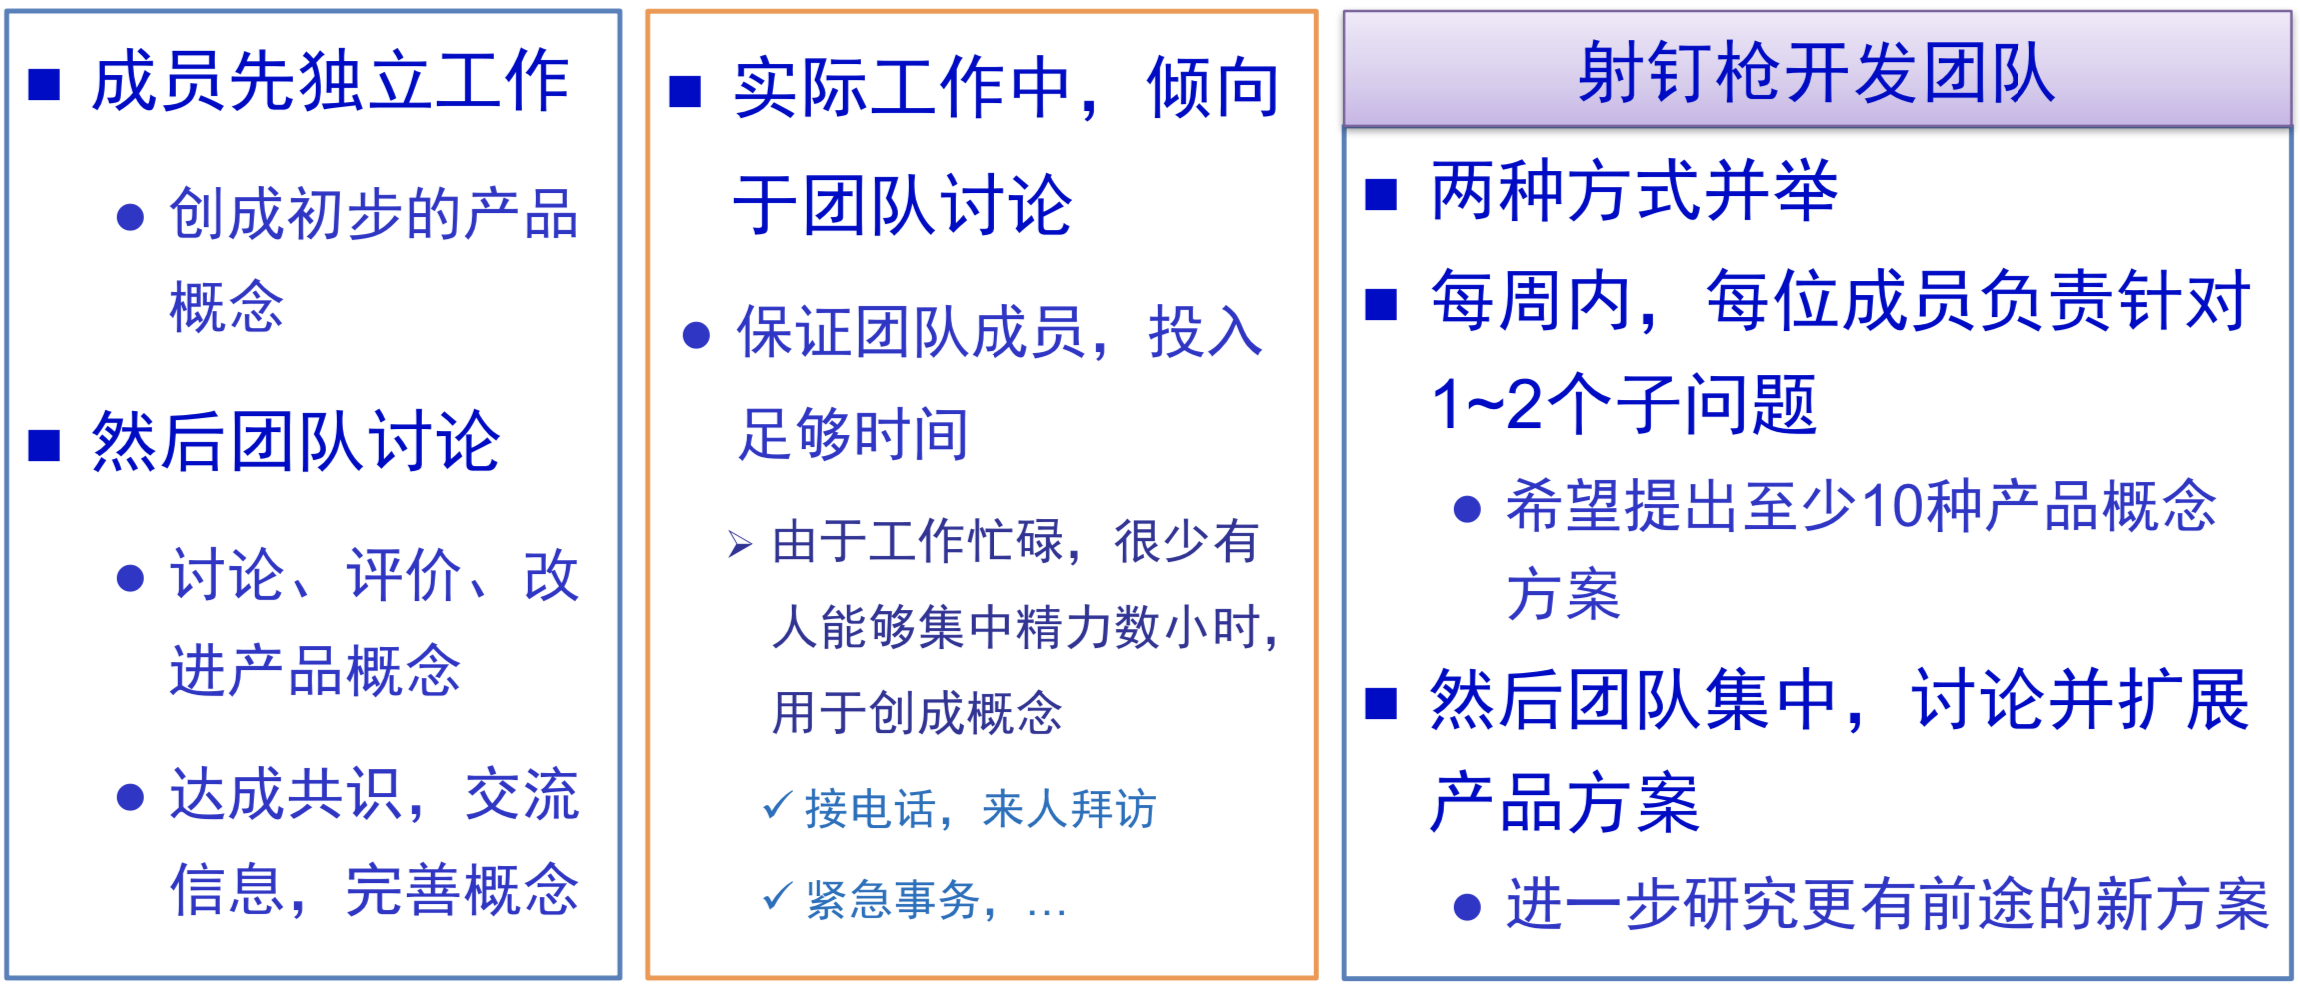 成员先独立工作
创成初步的产品
概念
然后团队讨论
讨论、评价、改
进产品概念
达成共识，交流
信息，完善概念
实际工作中，倾向
于团队讨论
保证团队成员，投入
足够时间
由于工作忙碌，很少有
人能够集中精力数小时，
用于创成概念
接电话，来人拜访
紧急事务，…
射钉枪开发团队
两种方式并举
每周内，每位成员负责针对
1~2个子问题
希望提出至少10种产品概念
方案
然后团队集中，讨论并扩展
产品方案
进一步研究更有前途的新方案